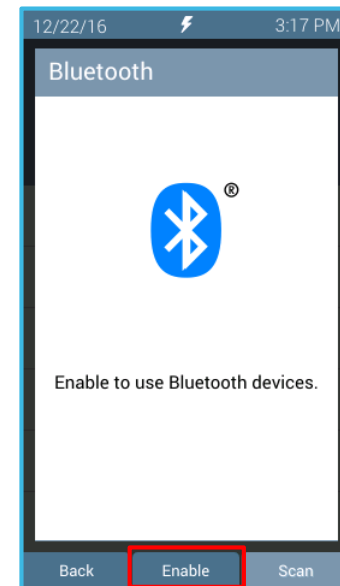 12/22/16 3:17 PM
Bluetooth
®
Enable to use Bluetooth devices.
Back Enable Scan